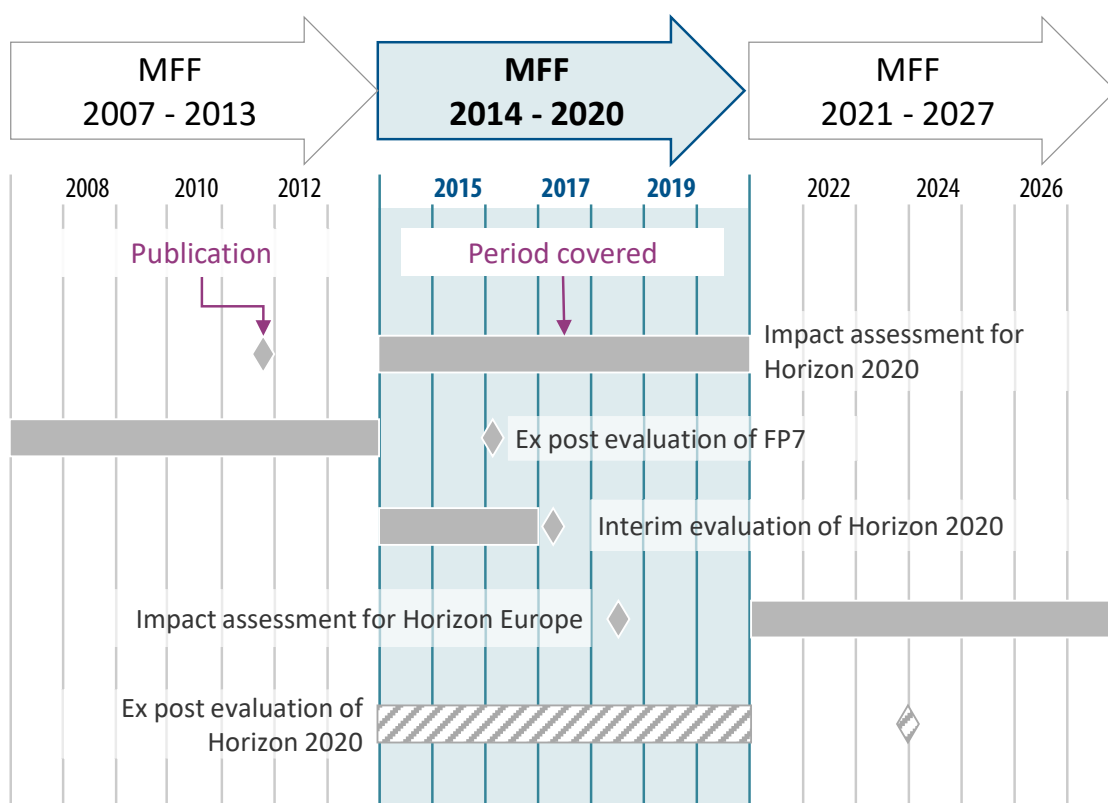 MFF
2007 - 2013
MFF
2014 - 2020
MFF
2021 - 2027
2008
2010
2012
2015
2017
2019
2022
2024
2026
Publication
Period covered
Impact assessment for
Horizon 2020
Ex post evaluation of FP7
Interim evaluation of Horizon 2020
Impact assessment for Horizon Europe
Ex post evaluation of
Horizon 2020